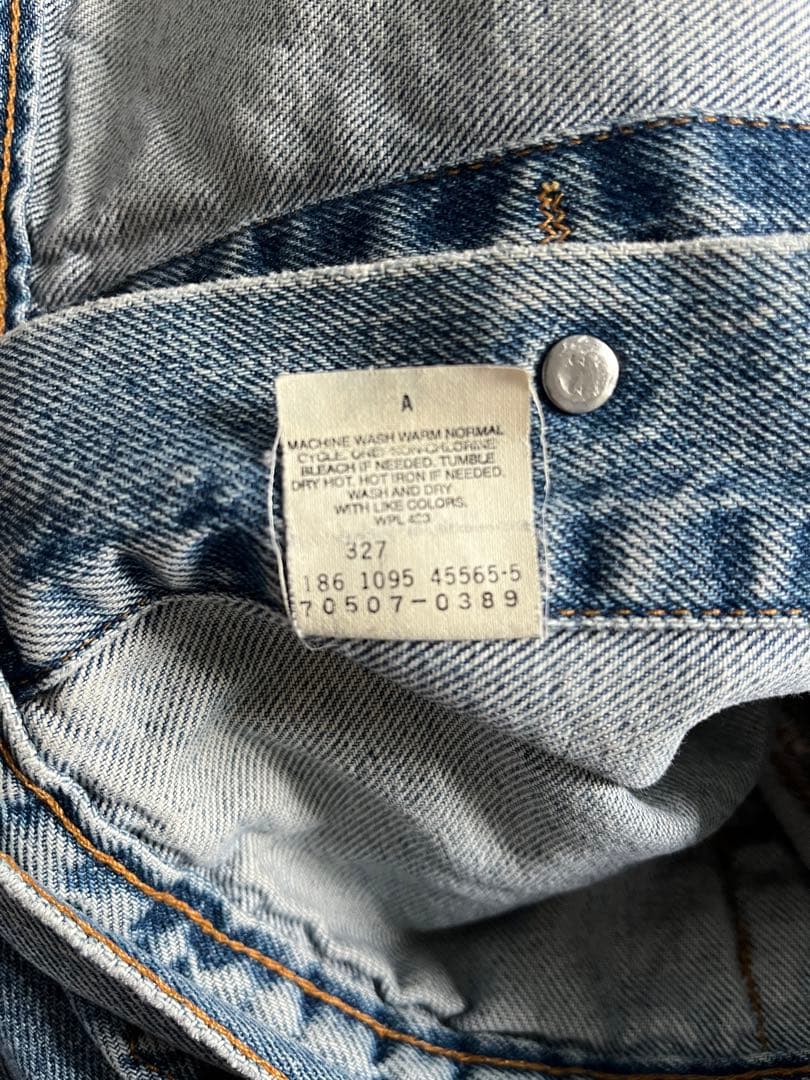 A
MACHINE WASH WARM NORMAL
CYCLE. ONLY NON-CHLORINE
BLEACH IF NEEDED. TUMBLE
DRY HOT. HOT IRON IF NEEDED.
WASH AND DRY
WITH LIKE COLORS.
WPL 423
327
186 1095 45565-5
70507-0389